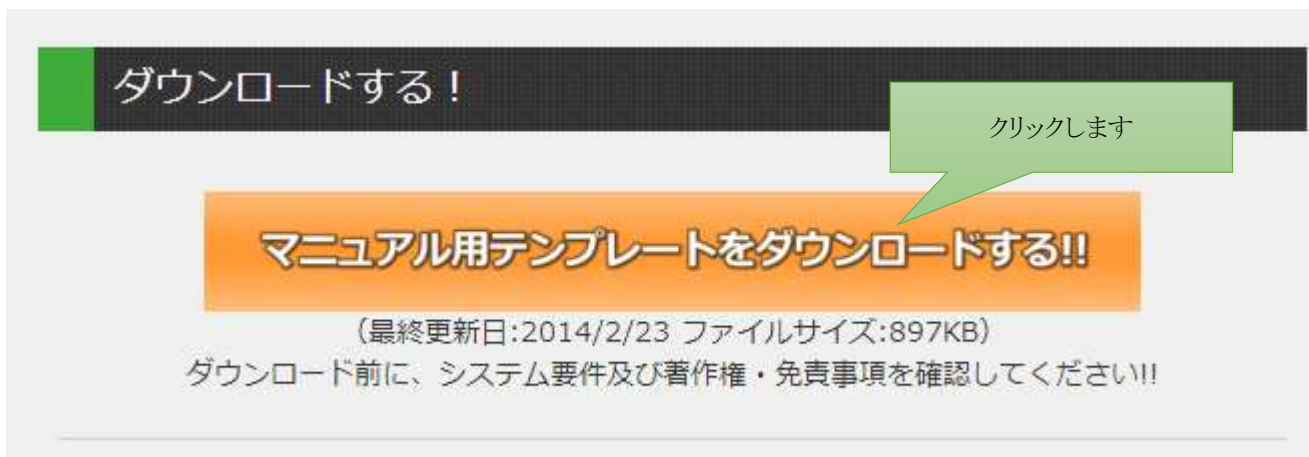 ダウンロードする！
クリックします
マニュアル用テンプレートをダウンロードする!!
（最終更新日:2014/2/23 ファイルサイズ:897KB）
ダウンロード前に、システム要件及び著作権・免責事項を確認してください!!